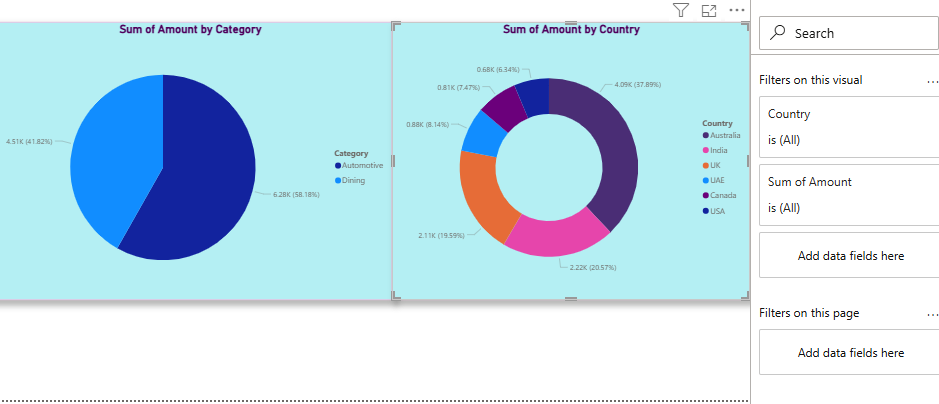 Sum of Amount by Category
4.51K (41.82%)
6.28K (58.18%)
Category
Automotive
Dining
Sum of Amount by Country
0.68K (6.34%)
0.81K (7.47%)
0.88K (8.14%)
2.11K (19.59%)
4.09K (37.89%)
2.22K (20.57%)
Country
Australia
India
UK
UAE
Canada
USA
Search
Filters on this visual
...
Country
is (All)
Sum of Amount
is (All)
Add data fields here
Filters on this page
...
Add data fields here